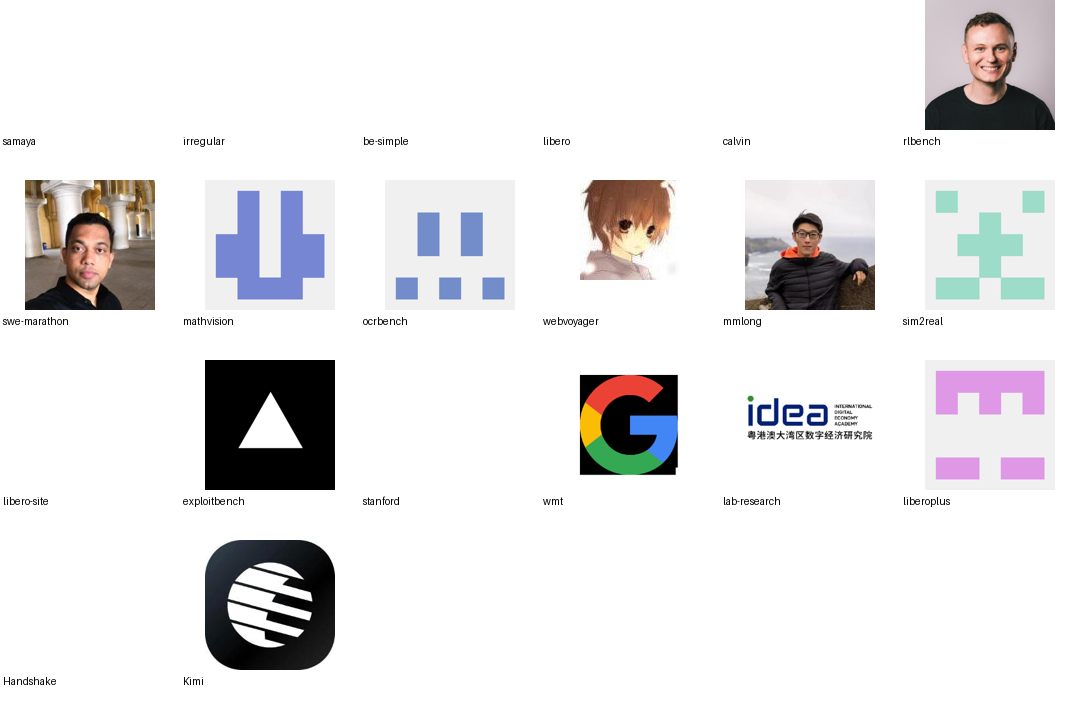 samaya
irregular
be-simple
libero
calvin
rlbench
swe-marathon
mathvision
ocrbench
webvoyager
mmlong
sim2real
idea
INTERNATIONAL
DIGITAL
ECONOMY
ACADEMY
粤港澳大湾区数字经济研究院
libero-site
exploitbench
stanford
wmt
lab-research
liberoplus
Handshake
Kimi